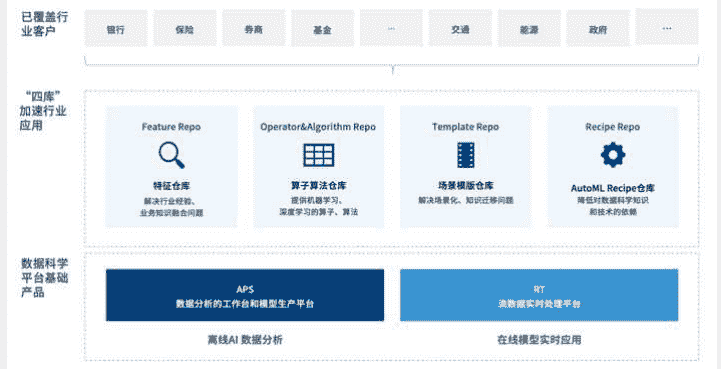 已覆盖行
业客户
银行
保险
券商
基金
...
交通
能源
政府
...
“四库”
加速行业
应用
Feature Repo
特征仓库
解决行业经验、
业务知识融合问题
Operator&Algorithm Repo
算子算法仓库
提供机器学习、
深度学习的算子、算法
Template Repo
场景模版仓库
解决场景化、知识迁移问题
Recipe Repo
AutoML Recipe仓库
降低对数据科学知识
和技术的依赖
数据科学
平台基础
产品
APS
数据分析的工作台和模型生产平台
RT
流数据实时处理平台
离线AI 数据分析
在线模型实时应用